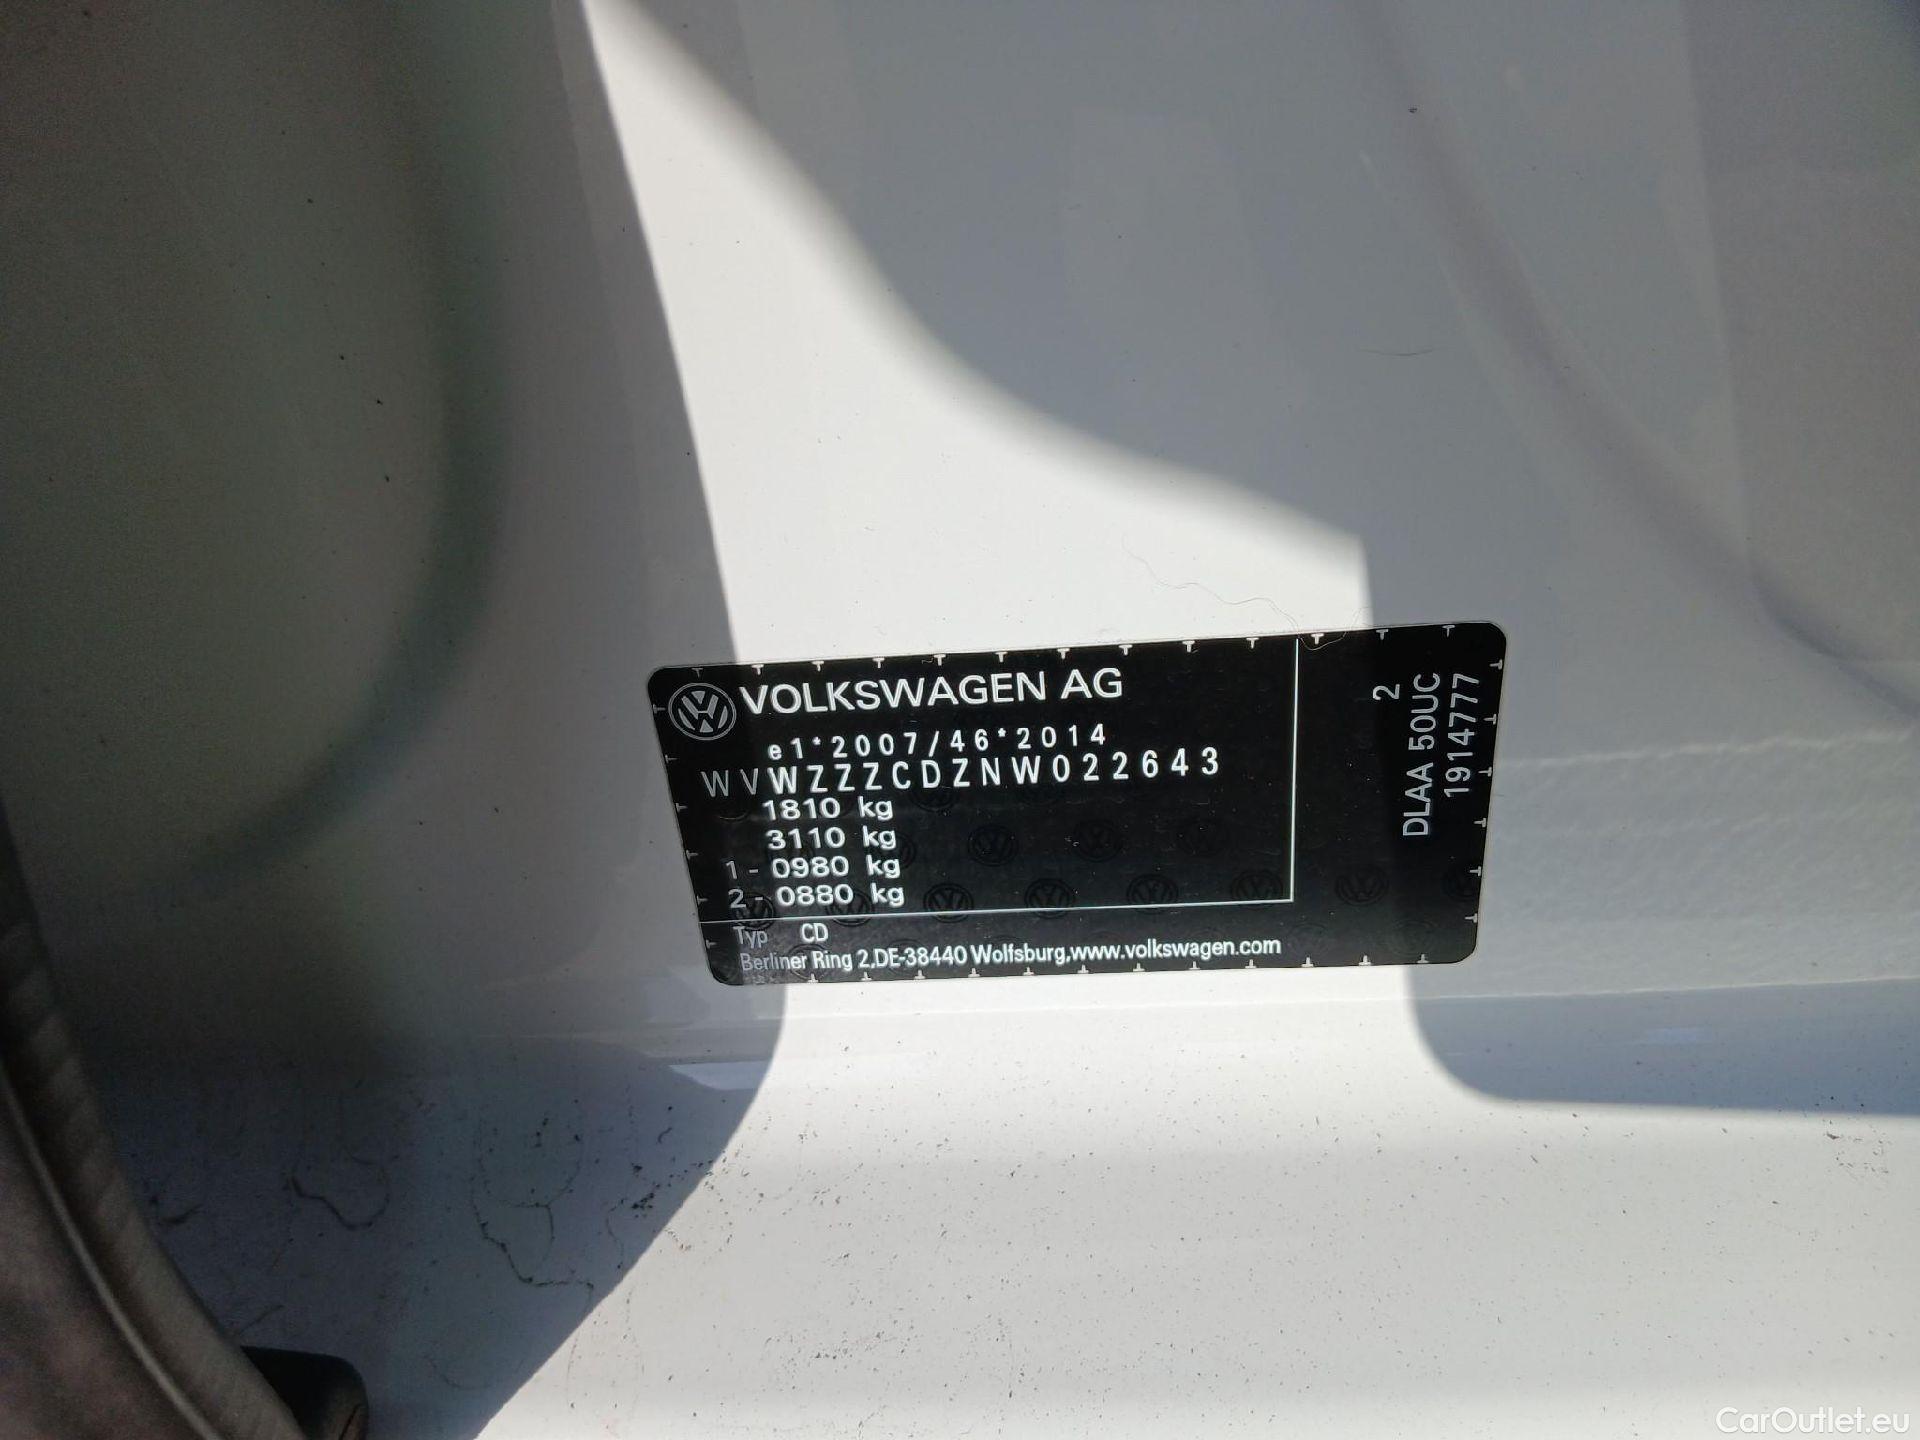 VOLKSWAGEN AG
e1*2007/46*2014
WVWZZZCDZNW022643
1810 kg
3110 kg
1 - 0980 kg
2 - 0880 kg
Typ CD
Berliner Ring 2,DE-38440 Wolfsburg,www.volkswagen.com
2
DLAA 50UC
1914777
CarOutlet.eu